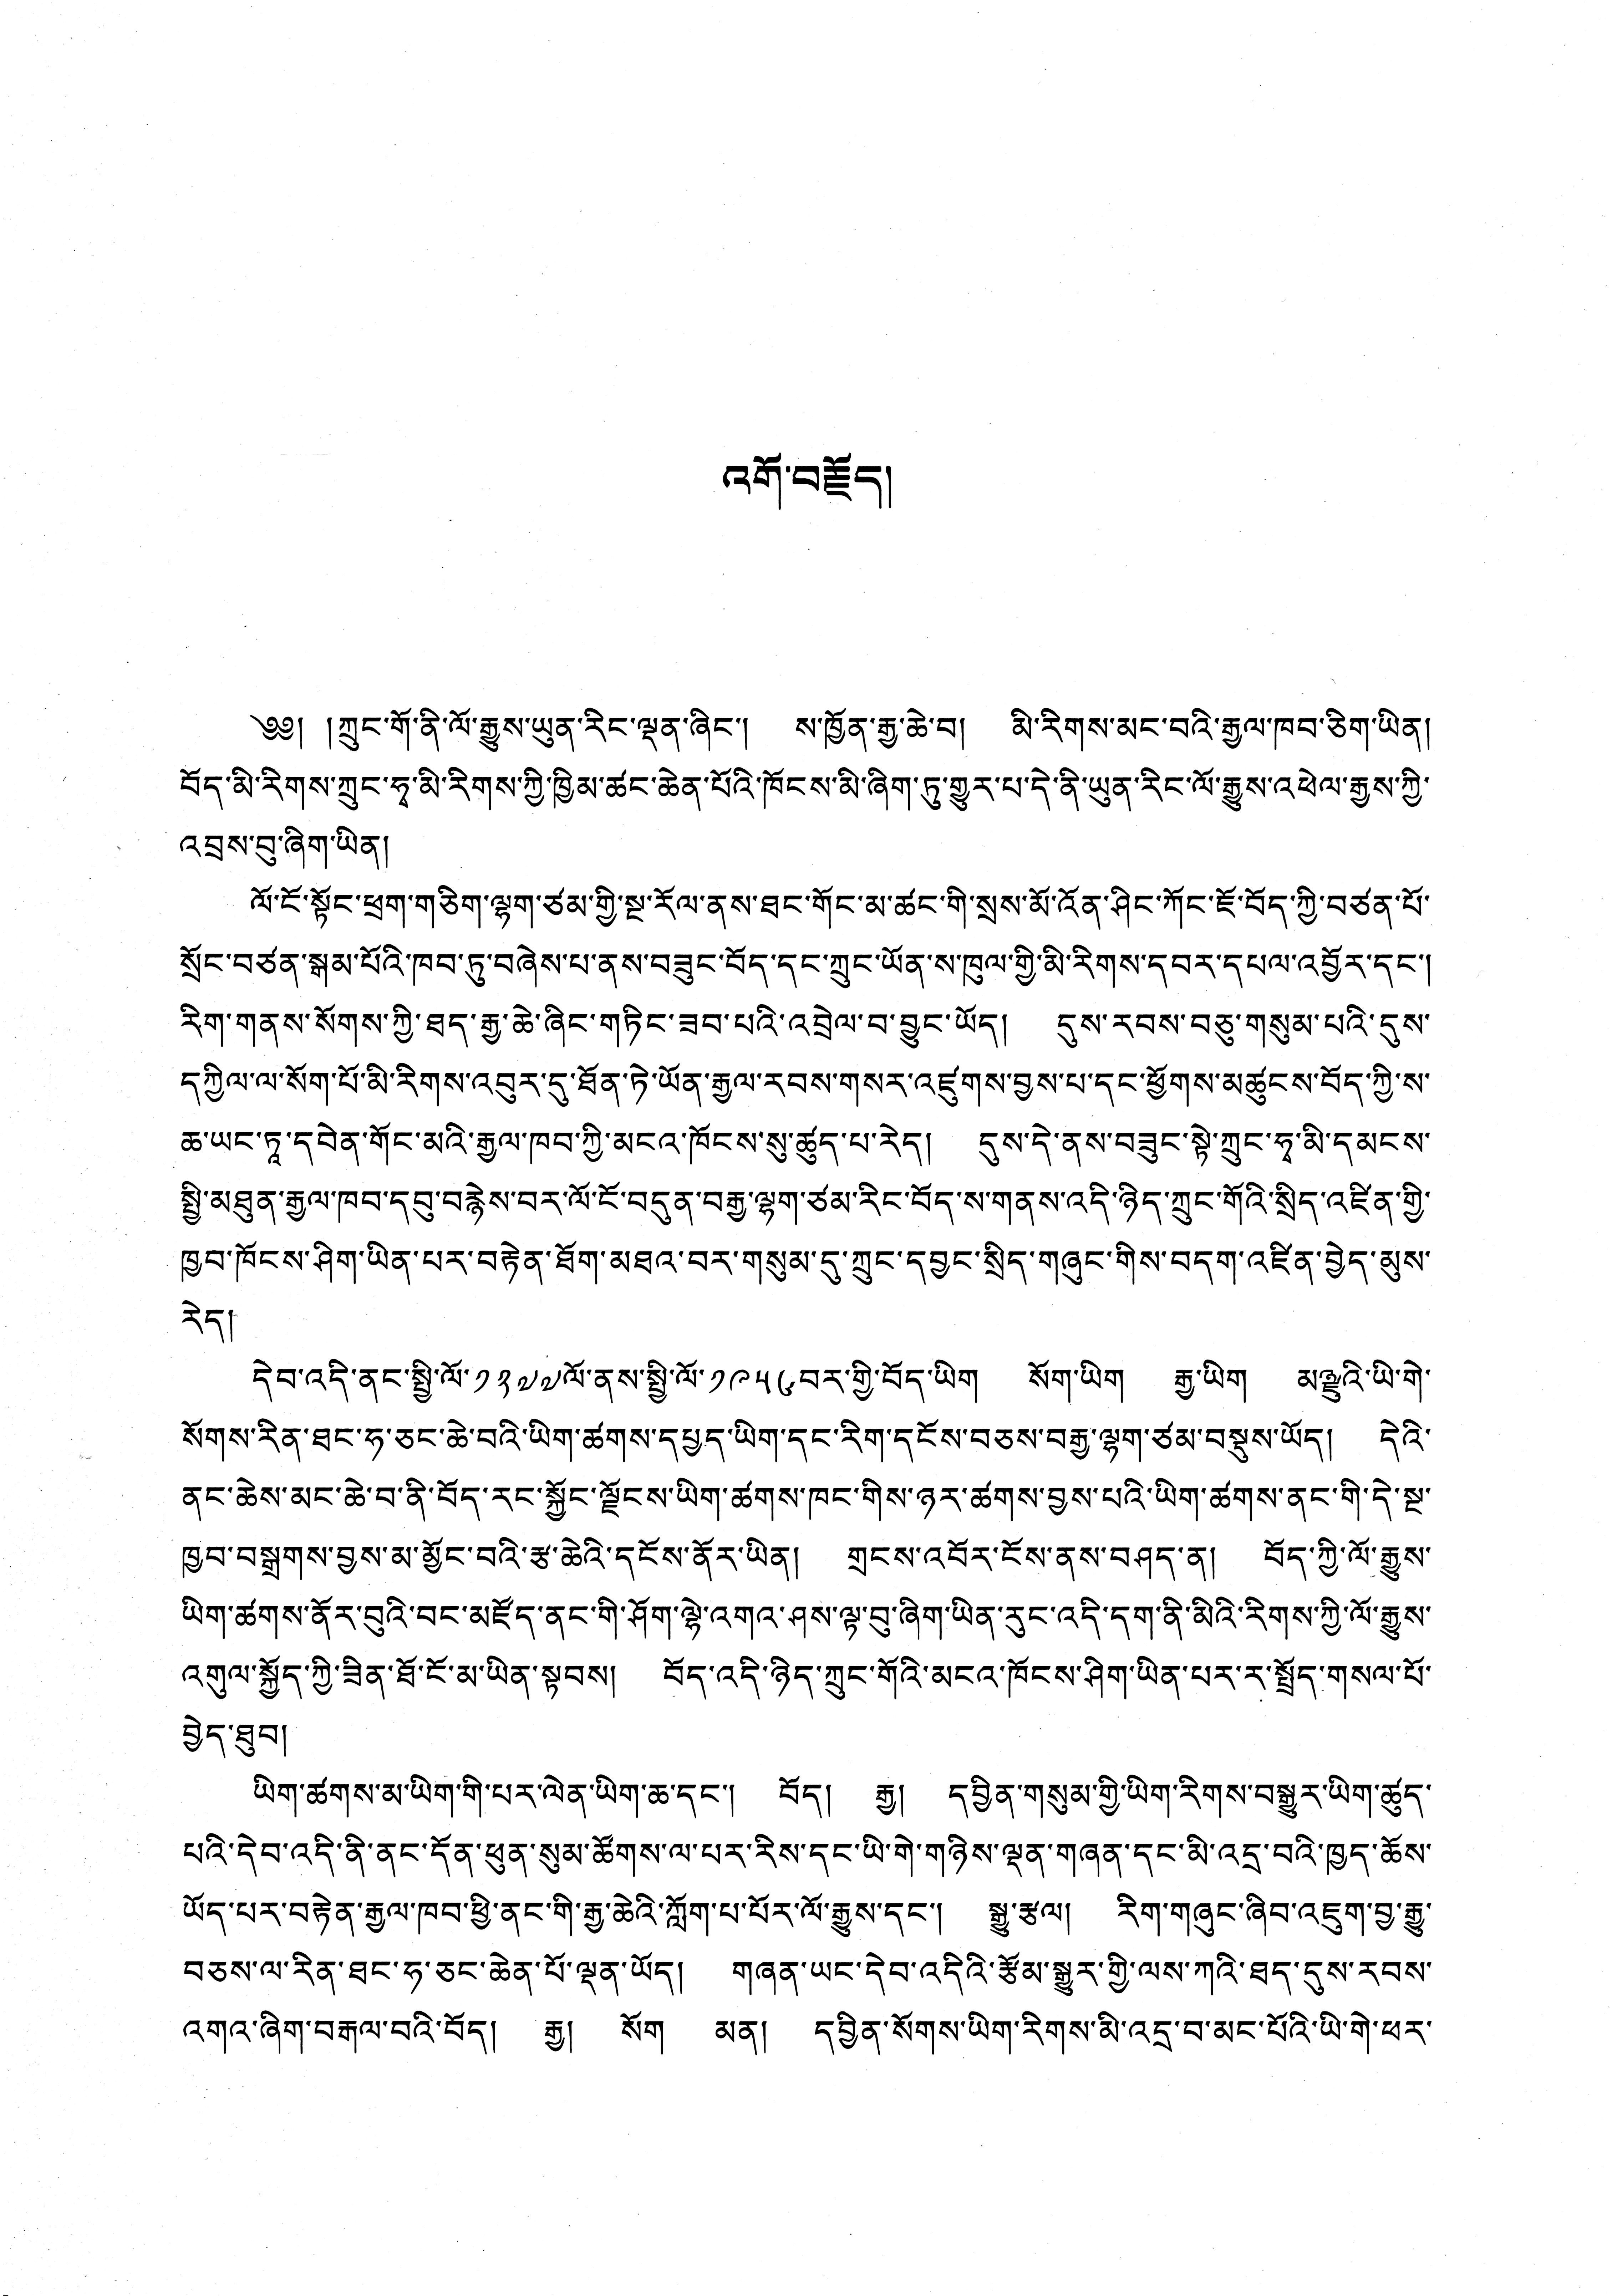 འགོ་བརྗོད།
༄༅། །ཀྲུང་གོ་ནི་ལོ་རྒྱུས་ཡུན་རིང་ལྡན་ཞིང་། ས་ཁྱོན་རྒྱ་ཆེ་བ། མི་རིགས་མང་བའི་རྒྱལ་ཁབ་ཅིག་ཡིན།
བོད་མི་རིགས་ཀྲུང་ཧྭ་མི་རིགས་ཀྱི་ཁྱིམ་ཚང་ཆེན་པོའི་ཁོངས་མི་ཞིག་ཏུ་གྱུར་པ་དེ་ནི་ཡུན་རིང་ལོ་རྒྱུས་འཕེལ་རྒྱས་ཀྱི་
འབྲས་བུ་ཞིག་ཡིན།
ལོ་ངོ་སྟོང་ཕྲག་གཅིག་ལྷག་ཙམ་གྱི་སྔ་རོལ་ནས་ཐང་གོང་མ་ཚང་གི་སྲས་མོ་འོན་ཤིང་ཀོང་ཇོ་བོད་ཀྱི་བཙན་པོ་
སྲོང་བཙན་སྒམ་པོའི་ཁབ་ཏུ་བཞེས་པ་ནས་བཟུང་བོད་དང་ཀྲུང་ཡོན་ས་ཁུལ་གྱི་མི་རིགས་དབར་དཔལ་འབྱོར་དང་།
རིག་གནས་སོགས་ཀྱི་ཐད་རྒྱ་ཆེ་ཞིང་གཏིང་ཟབ་པའི་འབྲེལ་བ་བྱུང་ཡོད། དུས་རབས་བཅུ་གསུམ་པའི་དུས་
དཀྱིལ་ལ་སོག་པོ་མི་རིགས་འབུར་དུ་ཐོན་ཏེ་ཡོན་རྒྱལ་རབས་གསར་འཛུགས་བྱས་པ་དང་ཕྱོགས་མཚུངས་བོད་ཀྱི་ས་
ཆ་ཡང་ཏཱ་དབེན་གོང་མའི་རྒྱལ་ཁབ་ཀྱི་མངའ་ཁོངས་སུ་ཚུད་པ་རེད། དུས་དེ་ནས་བཟུང་སྟེ་ཀྲུང་ཧྭ་མི་དམངས་
སྤྱི་མཐུན་རྒྱལ་ཁབ་དབུ་བརྙེས་བར་ལོ་ངོ་བདུན་བརྒྱ་ལྷག་ཙམ་རིང་བོད་ས་གནས་འདི་ཉིད་ཀྲུང་གོའི་སྲིད་འཛིན་གྱི་
ཁྱབ་ཁོངས་ཤིག་ཡིན་པར་བརྟེན་ཐོག་མཐའ་བར་གསུམ་དུ་ཀྲུང་དབྱང་སྲིད་གཞུང་གིས་བདག་འཛིན་བྱེད་མུས་
རེད།
དེབ་འདི་ནང་སྤྱི་ལོ་༡༢༧༧ལོ་ནས་སྤྱི་ལོ་༡༩༥༦བར་གྱི་བོད་ཡིག སོག་ཡིག རྒྱ་ཡིག མཉྫུའི་ཡི་གེ་
སོགས་རིན་ཐང་ཧ་ཅང་ཆེ་བའི་ཡིག་ཚགས་དཔྱད་ཡིག་དང་རིག་དངོས་བཅས་བརྒྱ་ལྷག་ཙམ་བསྡུས་ཡོད། དེའི་
ནང་ཆེས་མང་ཆེ་བ་ནི་བོད་རང་སྐྱོང་ལྗོངས་ཡིག་ཚགས་ཁང་གིས་ཉར་ཚགས་བྱས་པའི་ཡིག་ཚགས་ནང་གི་དེ་སྔ་
ཁྱབ་བསྒྲགས་བྱས་མ་མྱོང་བའི་རྩ་ཆེའི་དངོས་ནོར་ཡིན། གྲངས་འབོར་ངོས་ནས་བཤད་ན། བོད་ཀྱི་ལོ་རྒྱུས་
ཡིག་ཚགས་ནོར་བུའི་བང་མཛོད་ནང་གི་ཤོག་ལྷེ་འགའ་ཤས་ལྟ་བུ་ཞིག་ཡིན་རུང་འདི་དག་ནི་མིའི་རིགས་ཀྱི་ལོ་རྒྱུས་
འགུལ་སྐྱོད་ཀྱི་ཟིན་ཐོ་ངོ་མ་ཡིན་སྟབས། བོད་འདི་ཉིད་ཀྲུང་གོའི་མངའ་ཁོངས་ཤིག་ཡིན་པར་ར་སྤྲོད་གསལ་པོ་
བྱེད་ཐུབ།
ཡིག་ཚགས་མ་ཡིག་གི་པར་ལེན་ཡིག་ཆ་དང་། བོད། རྒྱ། དབྱིན་གསུམ་གྱི་ཡིག་རིགས་བསྒྱུར་ཡིག་ཚུད་
པའི་དེབ་འདི་ནི་ནང་དོན་ཕུན་སུམ་ཚོགས་ལ་པར་རིས་དང་ཡི་གེ་གཉིས་ལྡན་གཞན་དང་མི་འདྲ་བའི་ཁྱད་ཆོས་
ཡོད་པར་བརྟེན་རྒྱལ་ཁབ་ཕྱི་ནང་གི་རྒྱ་ཆེའི་ཀློག་པ་པོར་ལོ་རྒྱུས་དང་། སྒྱུ་རྩལ། རིག་གཞུང་ཞིབ་འཇུག་བྱ་རྒྱུ་
བཅས་ལ་རིན་ཐང་ཧ་ཅང་ཆེན་པོ་ལྡན་ཡོད། གཞན་ཡང་དེབ་འདིའི་རྩོམ་སྒྱུར་གྱི་ལས་ཀའི་ཐད་དུས་རབས་
འགའ་ཞིག་བརྒལ་བའི་བོད། རྒྱ། སོག མན། དབྱིན་སོགས་ཡིག་རིགས་མི་འདྲ་བ་མང་པོའི་ཡི་གེ་ཕར་